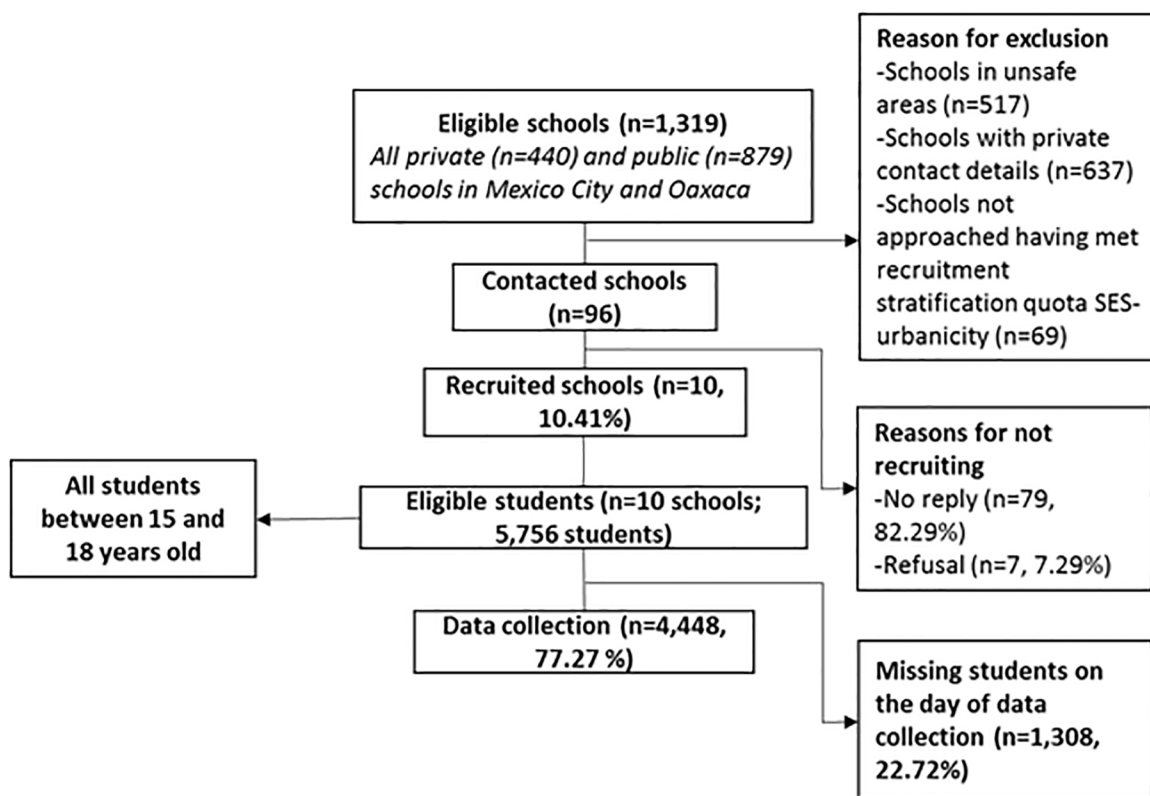 Eligible schools (n=1,319)
All private (n=440) and public (n=879)
schools in Mexico City and Oaxaca
Reason for exclusion
-Schools in unsafe
areas (n=517)
-Schools with private
contact details (n=637)
-Schools not
approached having met
recruitment
stratification quota SES-
urbanicity (n=69)
Contacted schools
(n=96)
Recruited schools (n=10,
10.41%)
Reasons for not
recruiting
-No reply (n=79,
82.29%)
-Refusal (n=7, 7.29%)
Eligible students (n=10 schools;
5,756 students)
All students
between 15 and
18 years old
Data collection (n=4,448,
77.27 %)
Missing students on
the day of data
collection (n=1,308,
22.72%)